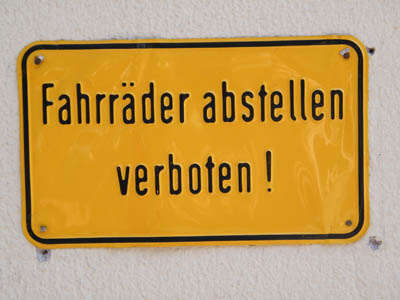 Fahrräder abstellen
verboten !